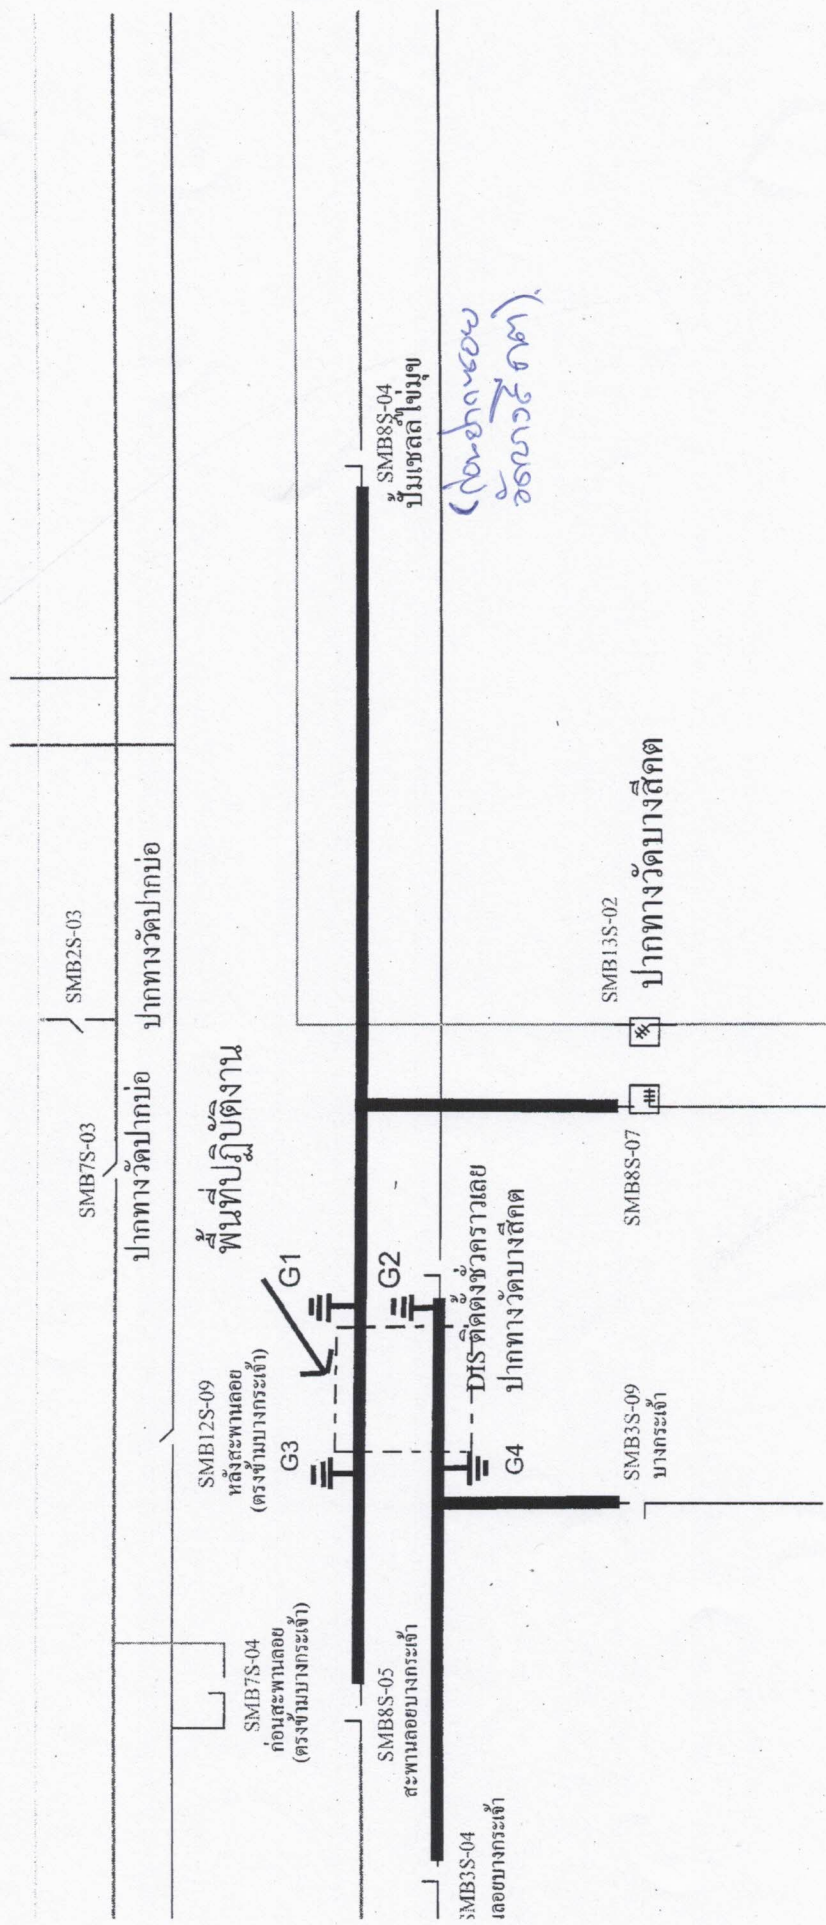 SMB2S-03
ปากทางวัดปากบ่อ
SMB7S-03
ปากทางวัดปากบ่อ
พื้นที่ปฏิบัติงาน
SMB12S-09
หลังสะพานลอย
(ตรงข้ามบางกระเจ้า)
SMB7S-04
ก่อนสะพานลอย
(ตรงข้ามบางกระเจ้า)
G1
G3
G2
G4
SMB8S-04
ปั้มเชลล์ไข่มุข
SMB8S-05
สะพานลอยบางกระเจ้า
DIS ติดตั้งชั่วคราวเลย
ปากทางวัดบางสีคต
SMB3S-04
เลอยบางกระเจ้า
SMB13S-02
ปากทางวัดบางสีคต
SMB8S-07
SMB3S-09
บางกระเจ้า